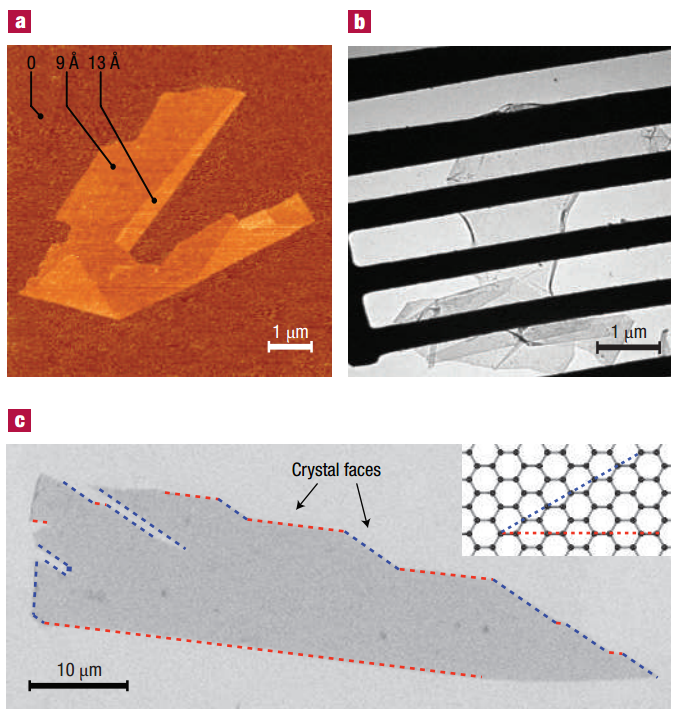 a
b
0 9 Å 13 Å
1 μm
1 μm
c
Crystal faces
10 μm